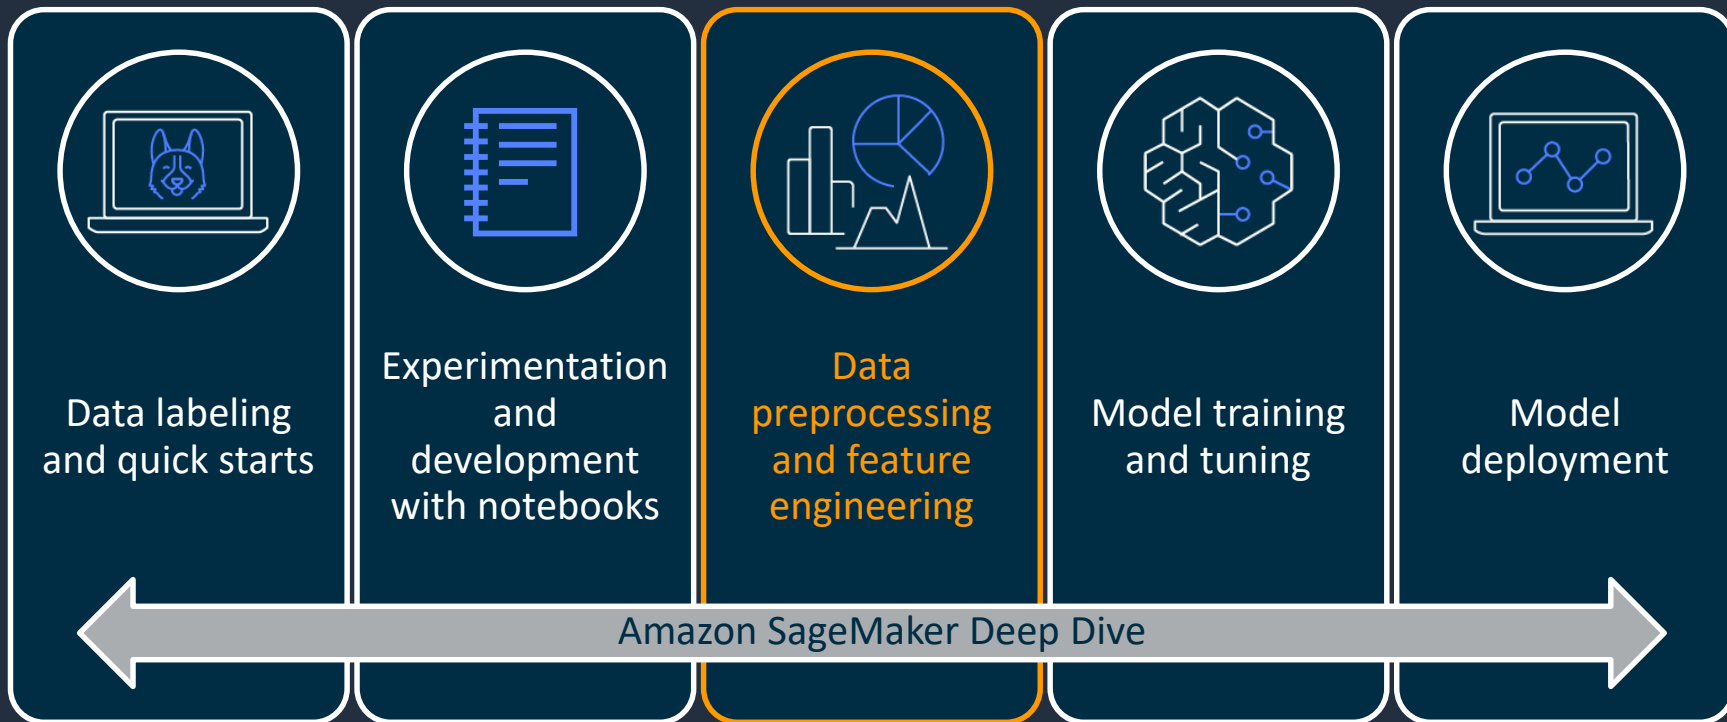 Data labeling
and quick starts
Experimentation
and
development
with notebooks
Data
preprocessing
and feature
engineering
Model training
and tuning
Model
deployment
Amazon SageMaker Deep Dive